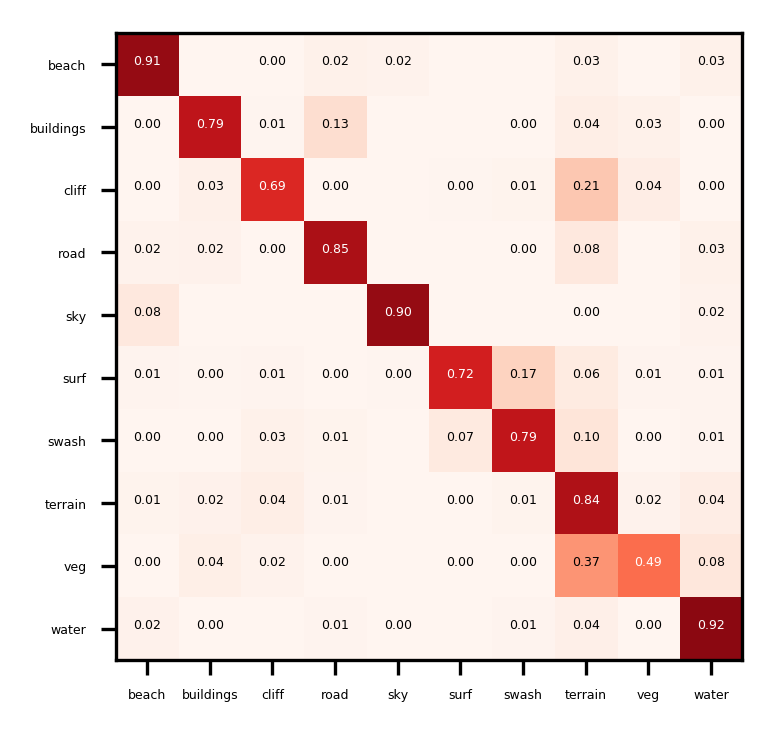 beach 0.91 0.00 0.02 0.02 0.03 0.03
buildings 0.00 0.79 0.01 0.13 0.00 0.04 0.03 0.00
cliff 0.00 0.03 0.69 0.00 0.00 0.01 0.21 0.04 0.00
road 0.02 0.02 0.00 0.85 0.00 0.08 0.03
sky 0.08 0.90 0.00 0.02
surf 0.01 0.00 0.01 0.00 0.00 0.72 0.17 0.06 0.01 0.01
swash 0.00 0.00 0.03 0.01 0.07 0.79 0.10 0.00 0.01
terrain 0.01 0.02 0.04 0.01 0.00 0.01 0.84 0.02 0.04
veg 0.00 0.04 0.02 0.00 0.00 0.00 0.37 0.49 0.08
water 0.02 0.00 0.01 0.00 0.01 0.04 0.00 0.92
beach buildings cliff road sky surf swash terrain veg water